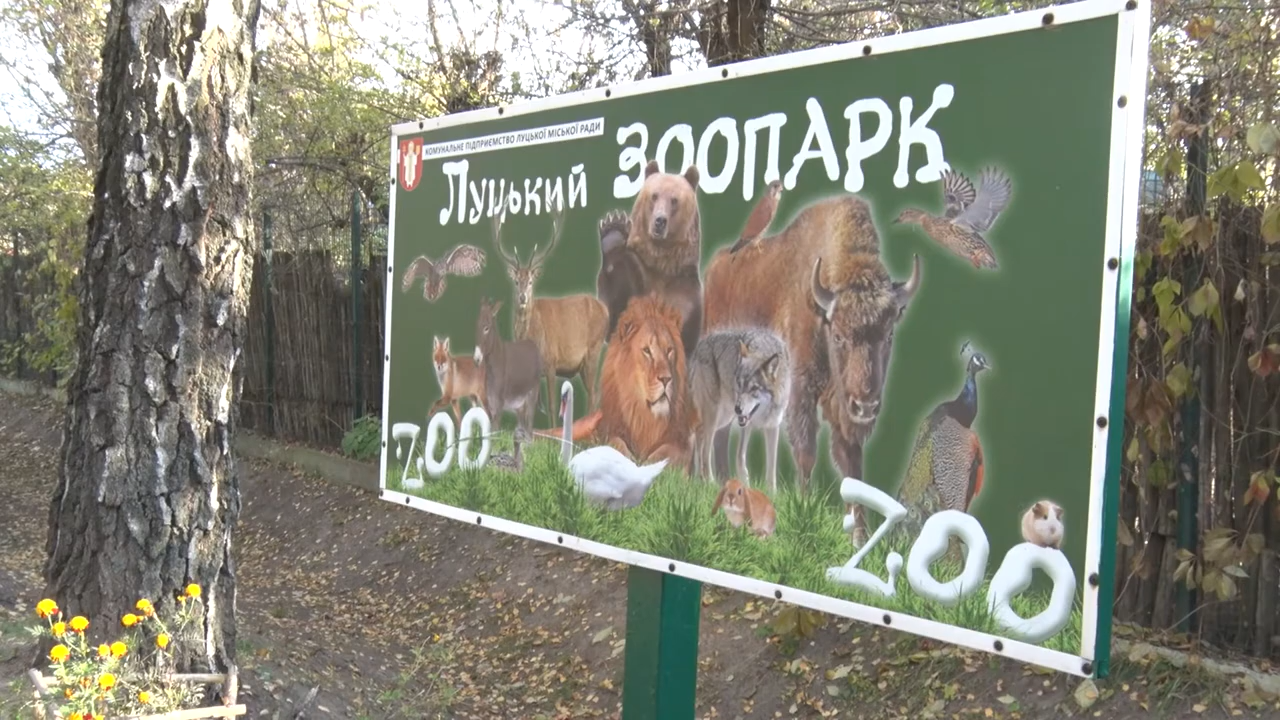 КОМУНАЛЬНЕ ПІДПРИЄМСТВО ЛУЦЬКОЇ МІСЬКОЇ РАДИ
Луцький ЗООПАРК
ZOO
ZOO